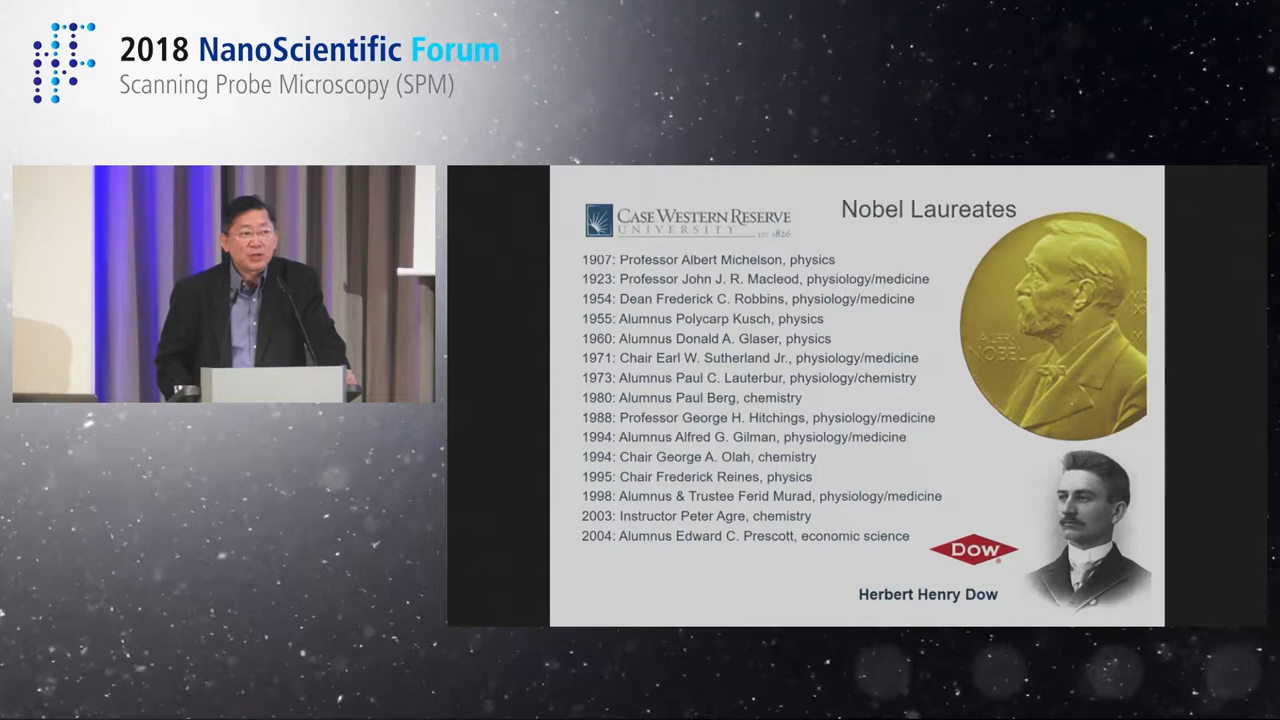 2018 NanoScientific Forum
Scanning Probe Microscopy (SPM)
CASE WESTERN RESERVE
UNIVERSITY EST 1826
Nobel Laureates
1907: Professor Albert Michelson, physics
1923: Professor John J. R. Macleod, physiology/medicine
1954: Dean Frederick C. Robbins, physiology/medicine
1955: Alumnus Polycarp Kusch, physics
1960: Alumnus Donald A. Glaser, physics
1971: Chair Earl W. Sutherland Jr., physiology/medicine
1973: Alumnus Paul C. Lauterbur, physiology/chemistry
1980: Alumnus Paul Berg, chemistry
1988: Professor George H. Hitchings, physiology/medicine
1994: Alumnus Alfred G. Gilman, physiology/medicine
1994: Chair George A. Olah, chemistry
1995: Chair Frederick Reines, physics
1998: Alumnus & Trustee Ferid Murad, physiology/medicine
2003: Instructor Peter Agre, chemistry
2004: Alumnus Edward C. Prescott, economic science
ALFR
NOBEL
DOW
Herbert Henry Dow